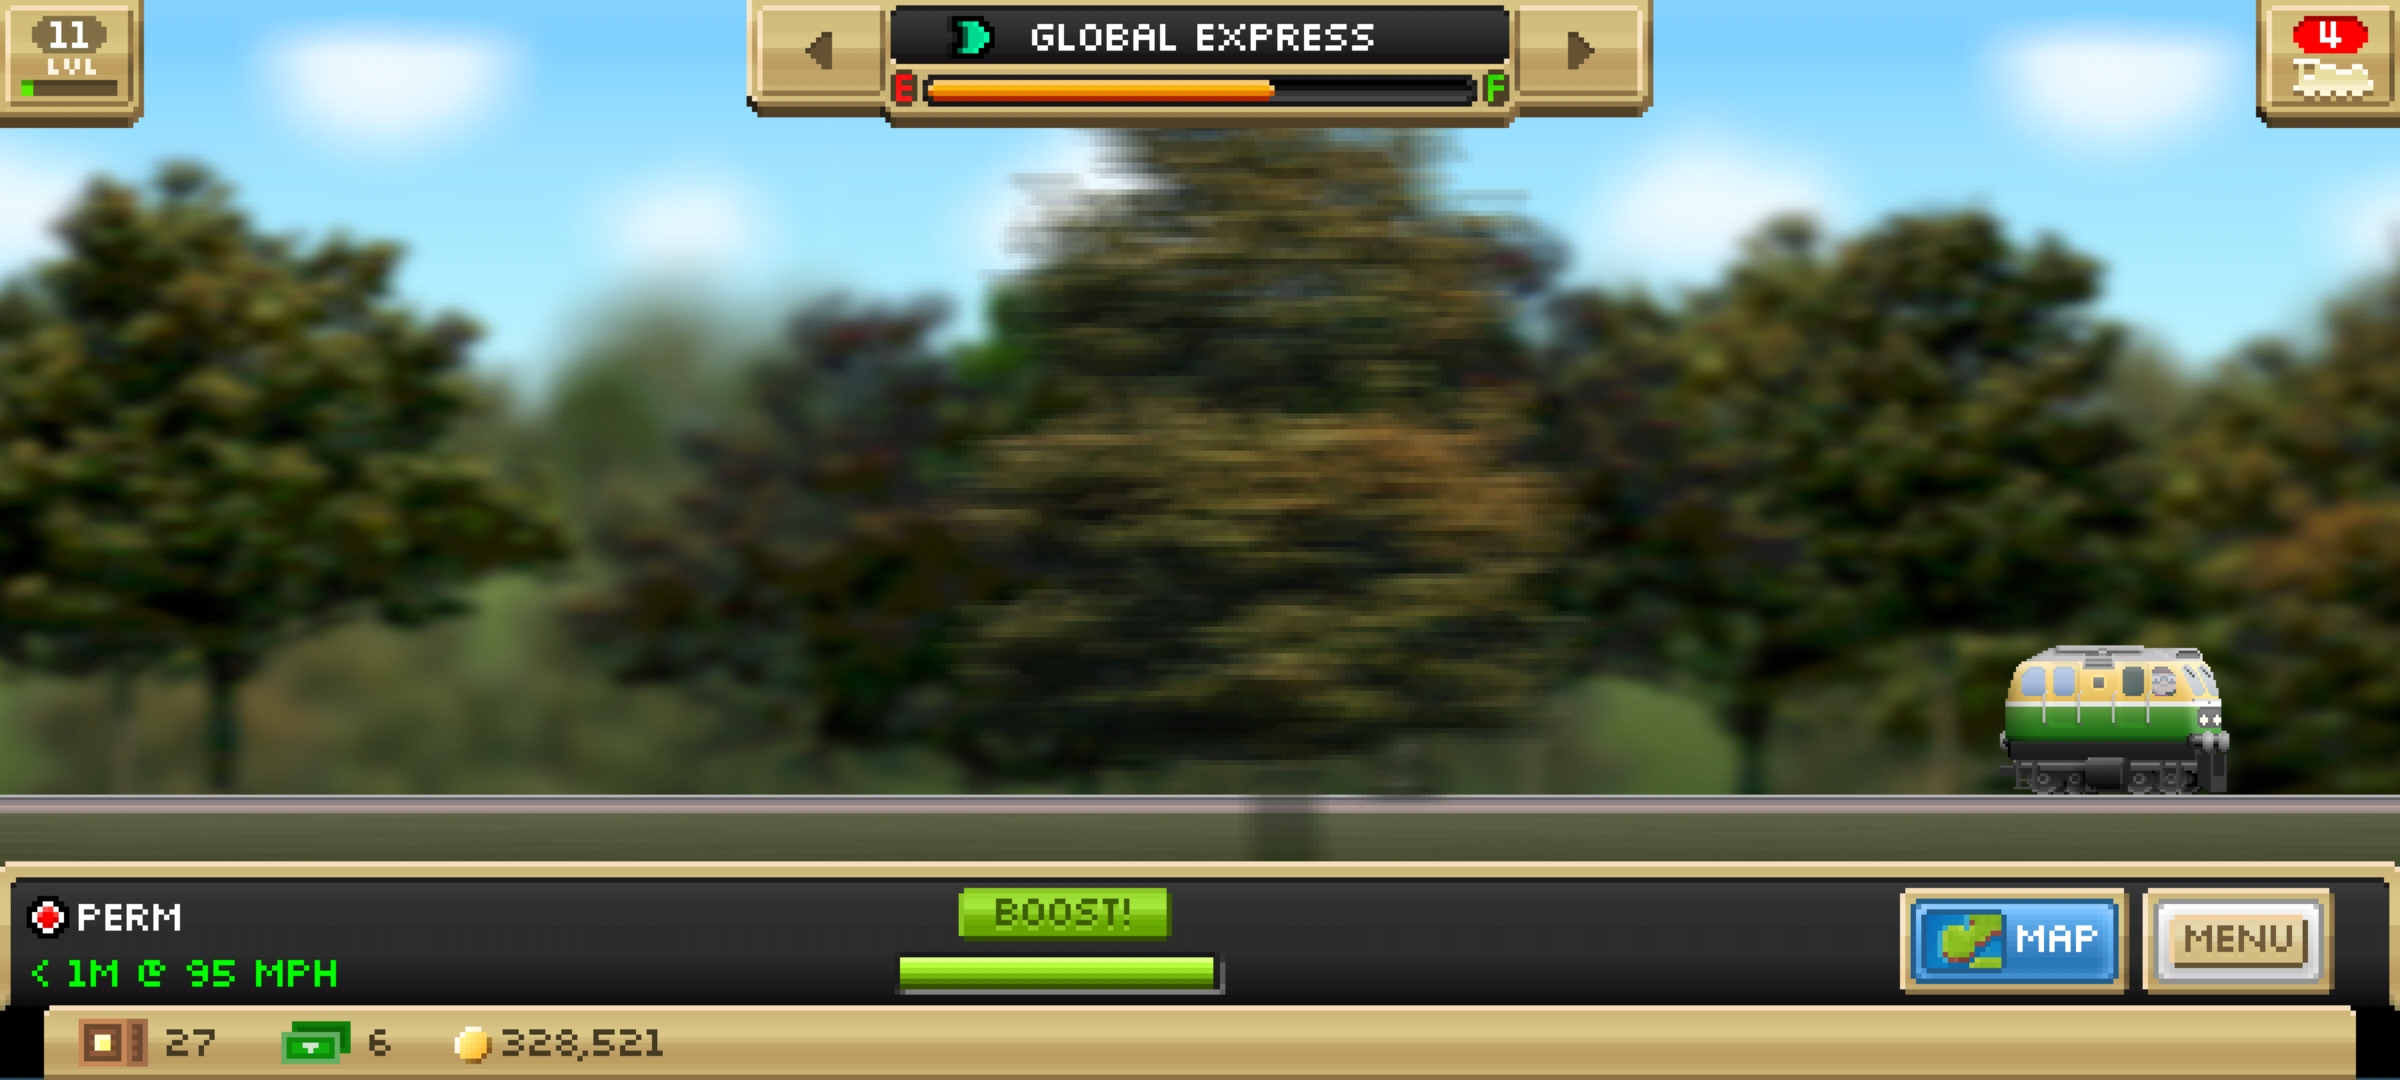 11
LVL
GLOBAL EXPRESS
E F
4
PERM
< 1M @ 95 MPH
BOOST!
MAP
MENU
27
6
328,521